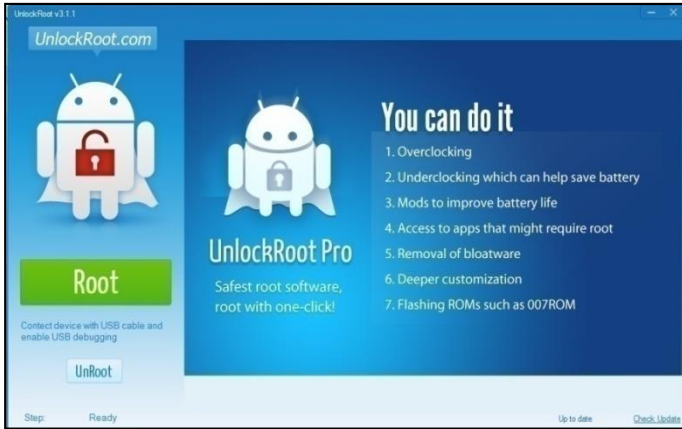 UnlockRoot v3.1.1
UnlockRoot.com
Root
Contect device with USB cable and
enable USB debugging
UnRoot
Step: Ready
UnlockRoot Pro
Safest root software,
root with one-click!
You can do it
1. Overclocking
2. Underclocking which can help save battery
3. Mods to improve battery life
4. Access to apps that might require root
5. Removal of bloatware
6. Deeper customization
7. Flashing ROMs such as 007ROM
Up to date Check Update